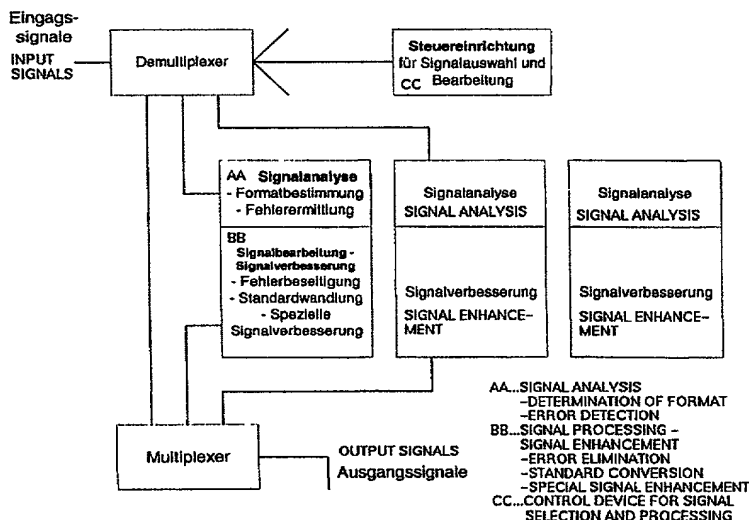 Eingags-
signale
INPUT
SIGNALS
Demultiplexer
Steuereinrichtung
für Signalauswahl und
CC Bearbeitung
AA Signalanalyse
- Formatbestimmung
- Fehlerermittlung
BB
Signalbearbeitung -
Signalverbesserung
- Fehlerbeseitigung
- Standardwandlung
- Spezielle
Signalverbesserung
Signalanalyse
SIGNAL ANALYSIS
Signalverbesserung
SIGNAL ENHANCE-
MENT
Signalanalyse
SIGNAL ANALYSIS
Signalverbesserung
SIGNAL ENHANCE-
MENT
Multiplexer
OUTPUT SIGNALS
Ausgangssignale
AA...SIGNAL ANALYSIS
-DETERMINATION OF FORMAT
-ERROR DETECTION
BB...SIGNAL PROCESSING -
SIGNAL ENHANCEMENT
-ERROR ELIMINATION
-STANDARD CONVERSION
-SPECIAL SIGNAL ENHANCEMENT
CC...CONTROL DEVICE FOR SIGNAL
SELECTION AND PROCESSING